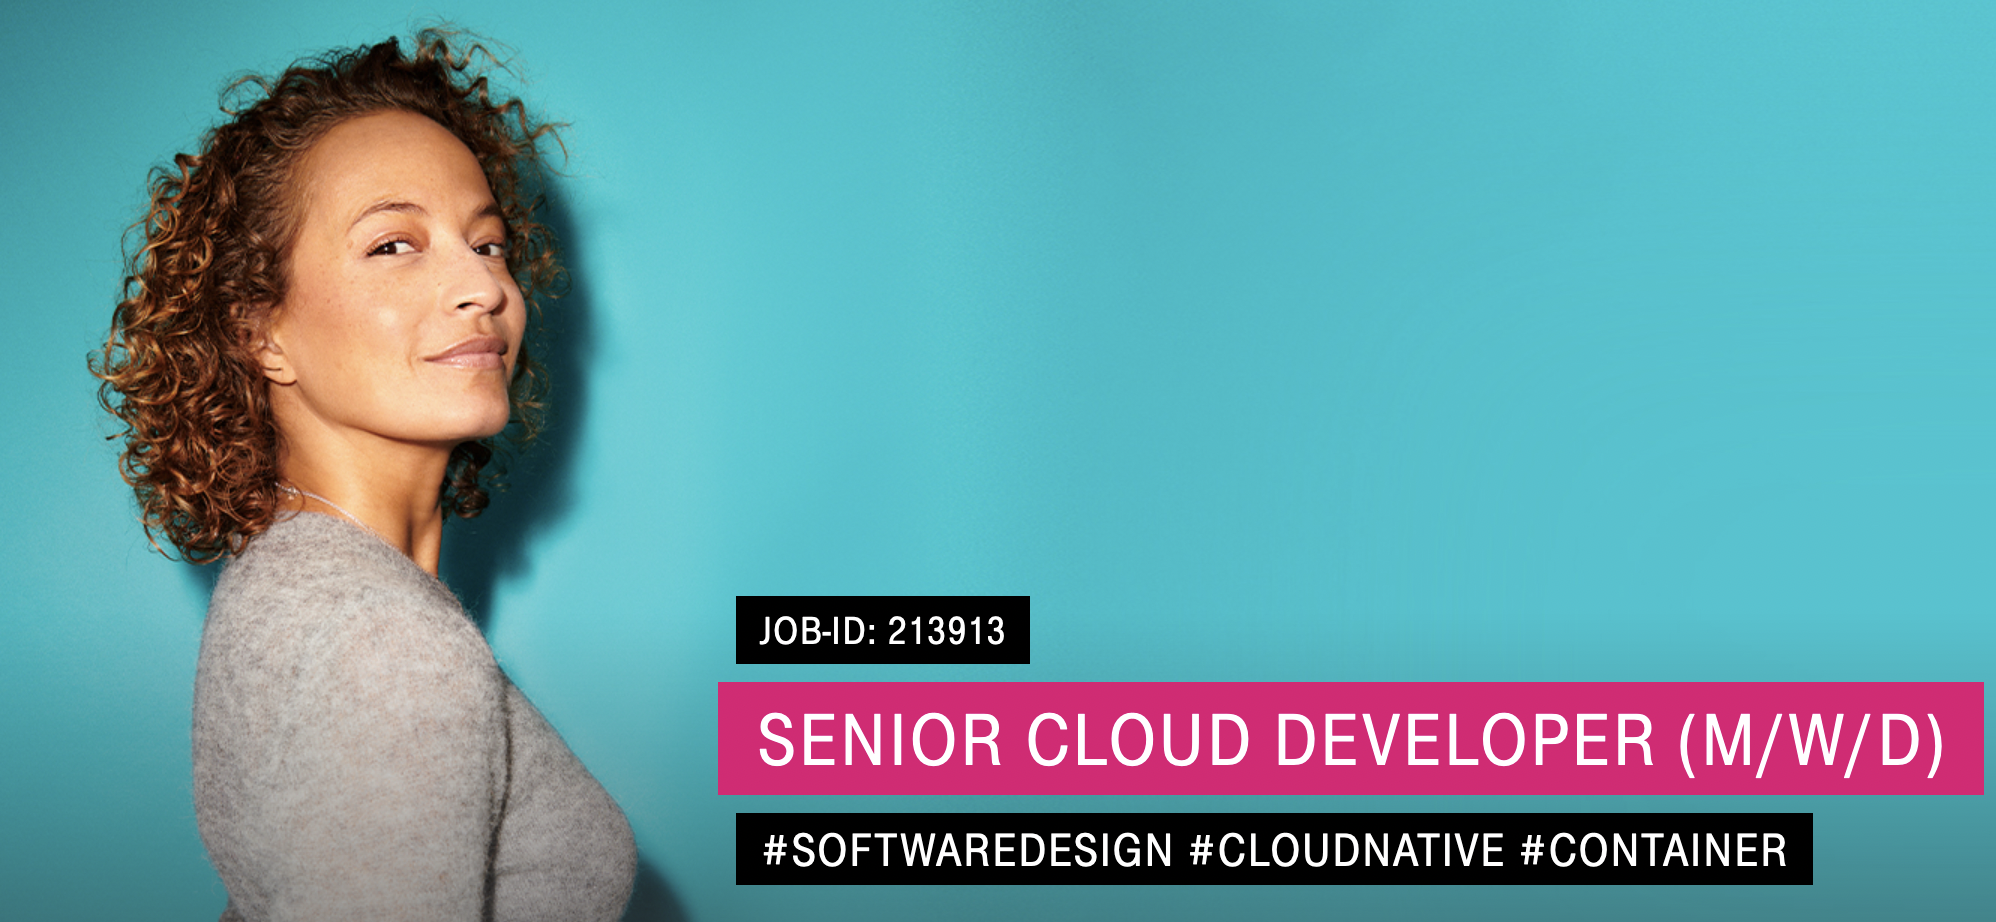 JOB-ID: 213913
SENIOR CLOUD DEVELOPER (M/W/D)
#SOFTWAREDESIGN #CLOUDNATIVE #CONTAINER